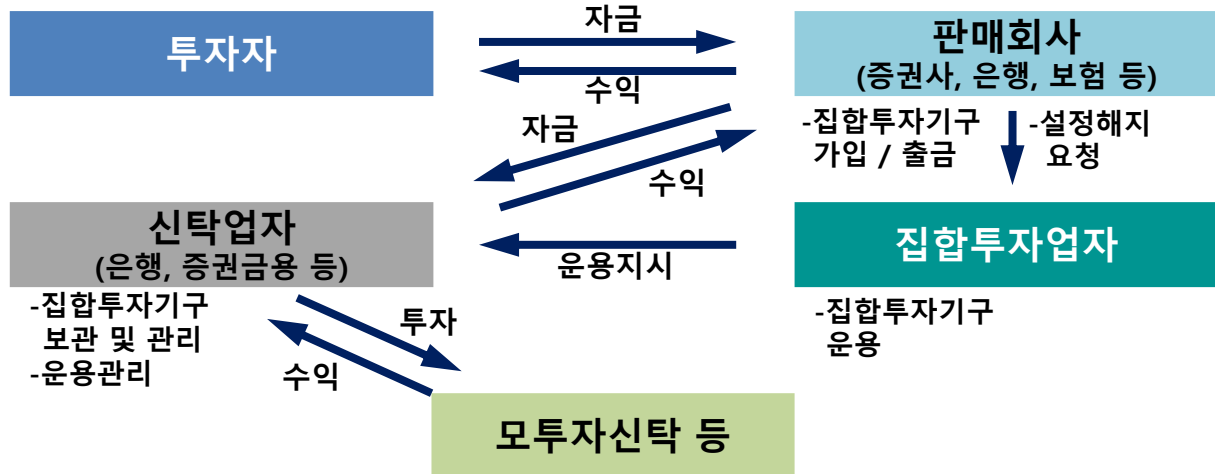 투자자
자금
수익
판매회사
(증권사, 은행, 보험 등)
자금
수익
-집합투자기구
가입 / 출금
-설정해지
요청
신탁업자
(은행, 증권금용 등)
운용지시
집합투자업자
-집합투자기구
보관 및 관리
-운용관리
투자
수익
-집합투자기구
운용
모투자신탁 등